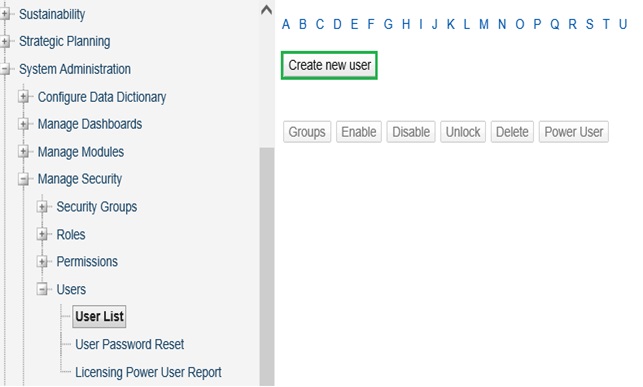 Sustainability
Strategic Planning
System Administration
Configure Data Dictionary
Manage Dashboards
Manage Modules
Manage Security
Security Groups
Roles
Permissions
Users
User List
User Password Reset
Licensing Power User Report
A B C D E F G H I J K L M N O P Q R S T U
Create new user
Groups Enable Disable Unlock Delete Power User